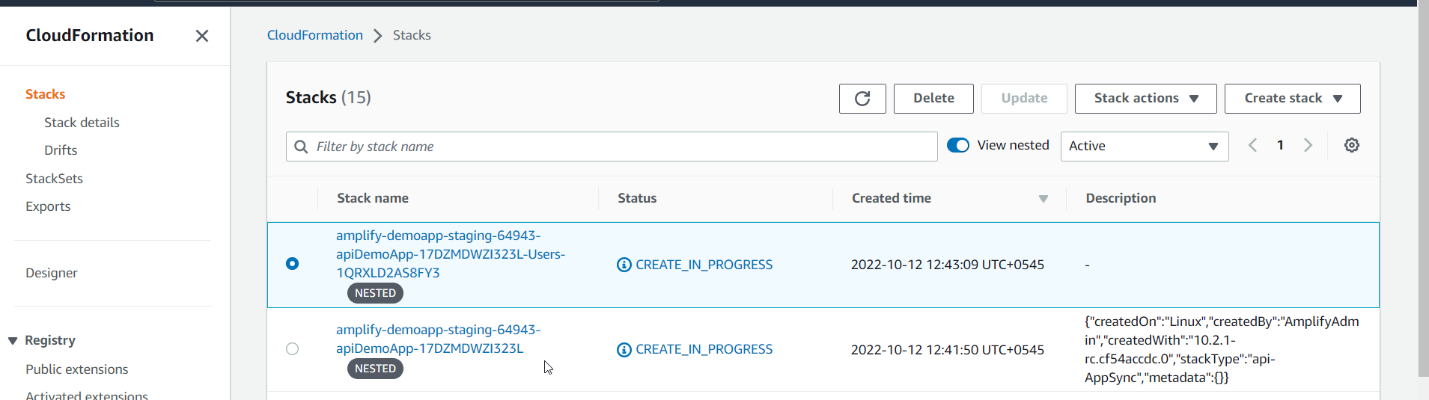 CloudFormation
Stacks
Stack details
Drifts
StackSets
Exports
Designer
Registry
Public extensions
Activated extensions
CloudFormation > Stacks
Stacks (15)
Delete
Update
Stack actions
Create stack
Filter by stack name
View nested
Active
1
Stack name
Status
Created time
Description
amplify-demoapp-staging-64943-
apiDemoApp-17DZMDWZI323L-Users-
1QRXLD2AS8FY3
NESTED
CREATE_IN_PROGRESS
2022-10-12 12:43:09 UTC+0545
-
amplify-demoapp-staging-64943-
apiDemoApp-17DZMDWZI323L
NESTED
CREATE_IN_PROGRESS
2022-10-12 12:41:50 UTC+0545
{"createdOn":"Linux","createdBy":"AmplifyAdm
in","createdWith":"10.2.1-
rc.cf54accdc.0","stackType":"api-
AppSync","metadata":{}}